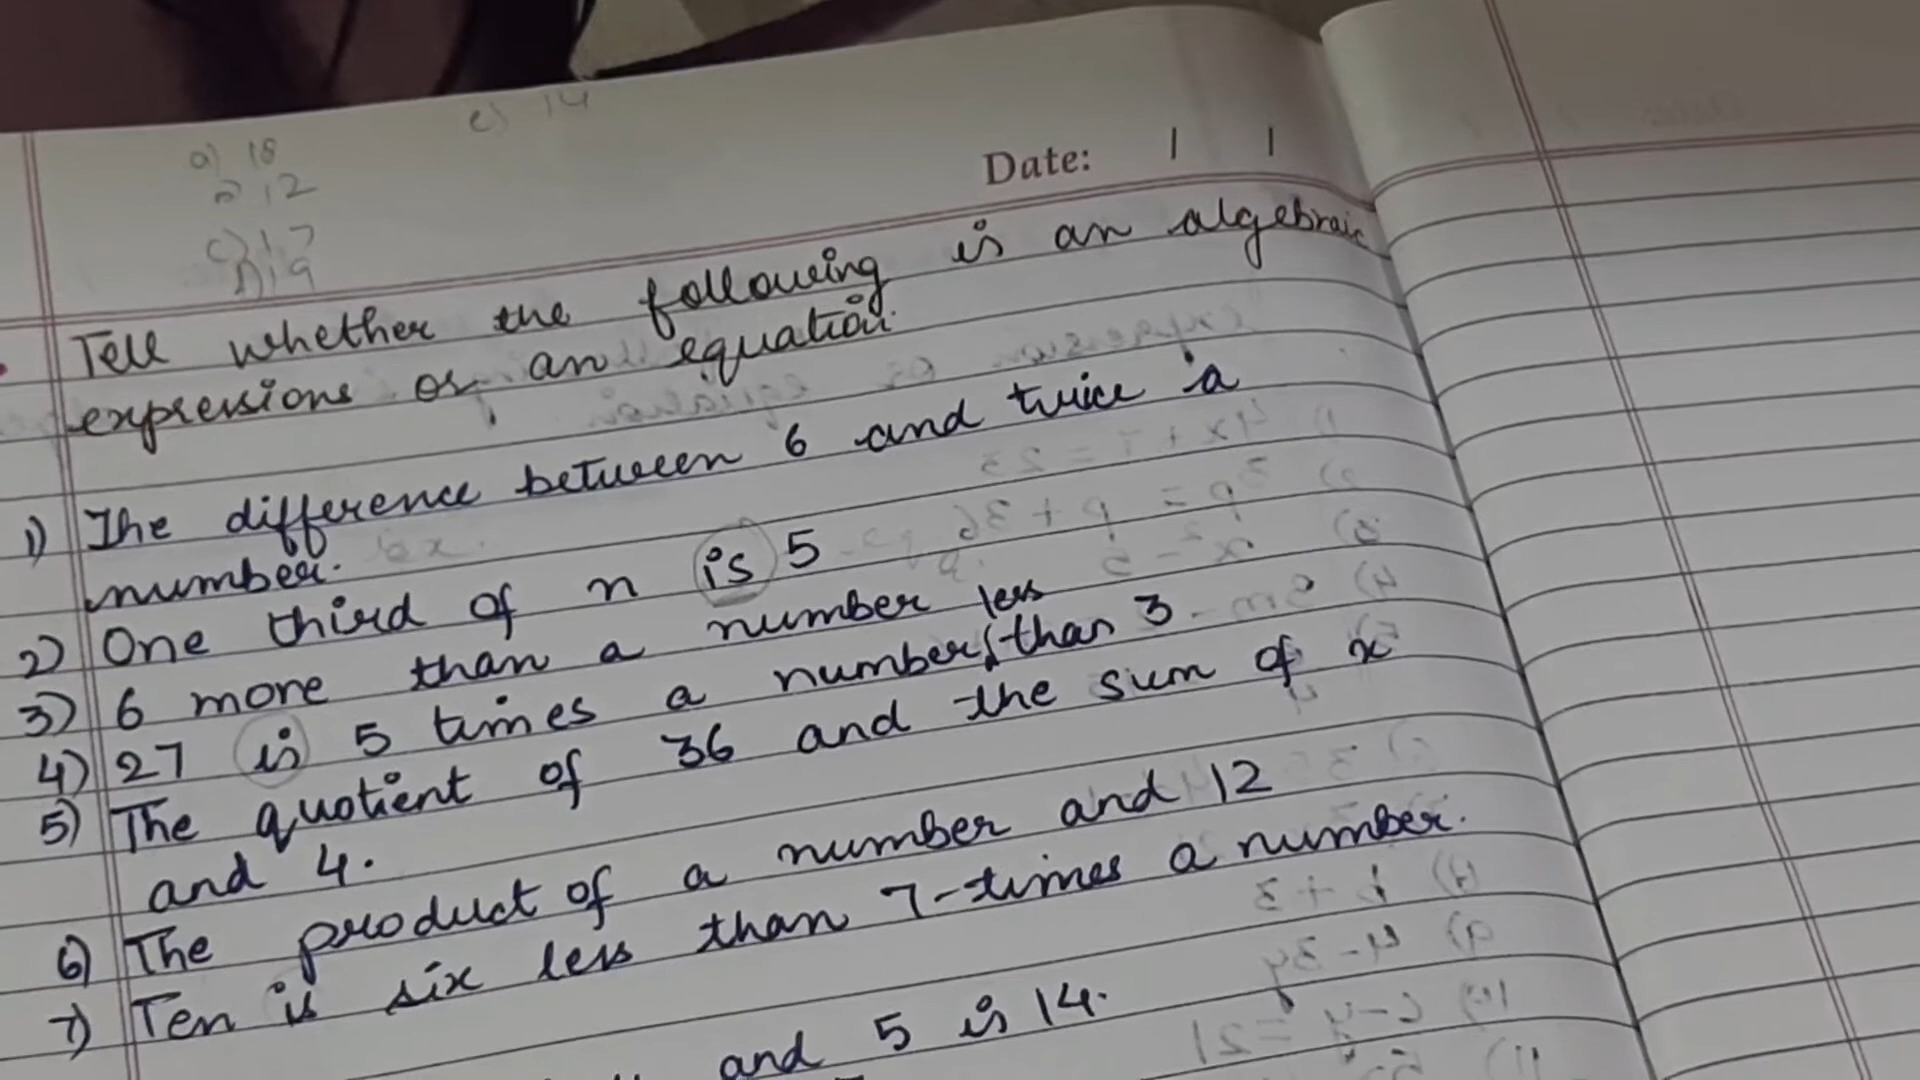 e) 14
a) 18
12
c) 17
D) 19
Date: / /
Tell whether the following is an algebraic
expressions or an equation.
1) The difference between 6 and twice a
number.
2) One third of n is 5
3) 6 more than a number
4) 27 is 5 times a number less than 3
5) The quotient of 36 and the sum of x
and 4.
6) The product of a number and 12
7) Ten is six less than 7-times a number.
and 5 is 14.